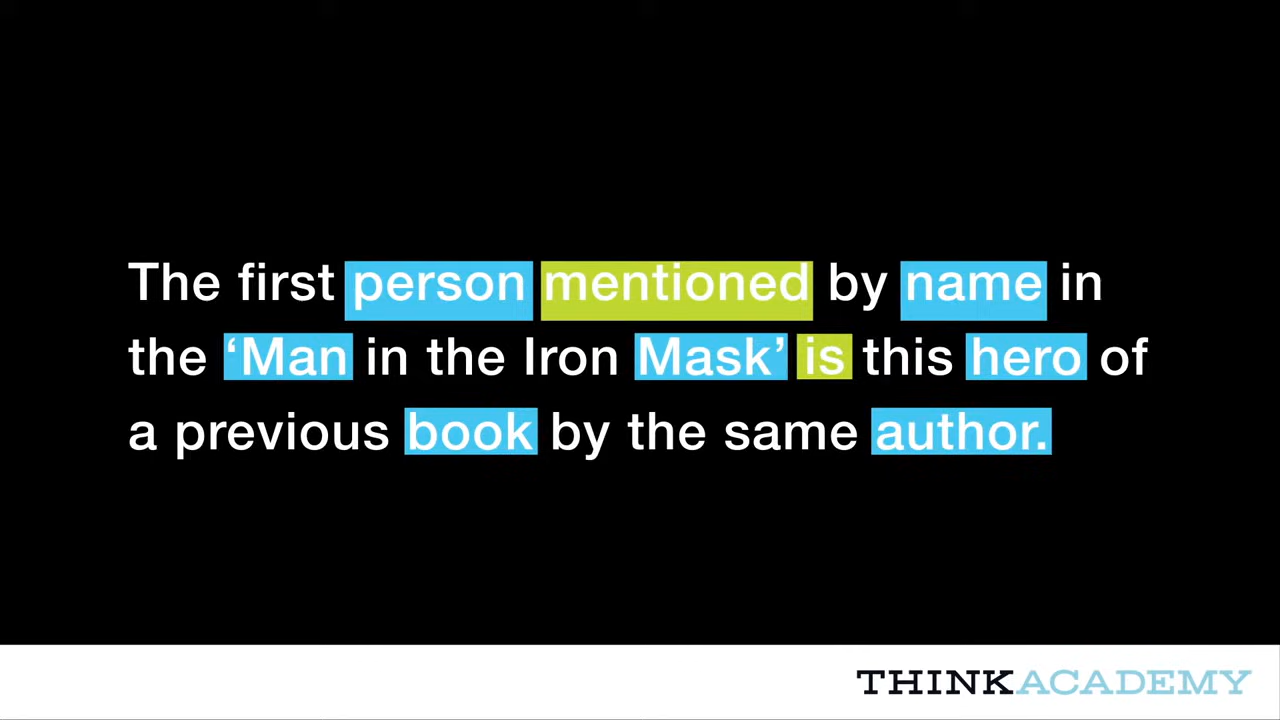 The first person mentioned by name in
the ‘Man in the Iron Mask’ is this hero of
a previous book by the same author.
THINKACADEMY